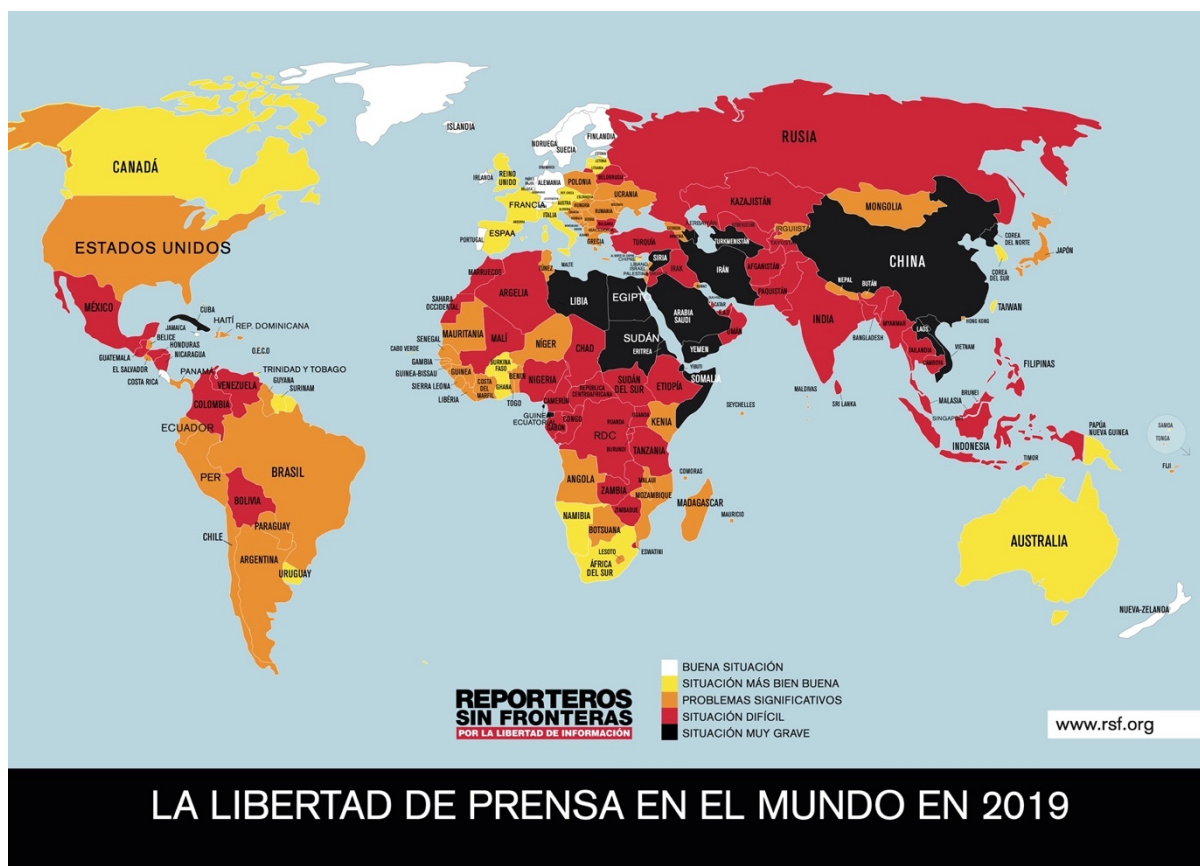 ISLANDIA
NORUEGA
SUECIA
FINLANDIA
RUSIA
CANADÁ
IRLANDA
REINO
UNIDO
ALEMANIA
POLONIA
UCRANIA
FRANCIA
ITALIA
RUMANIA
KAZAJISTÁN
MONGOLIA
ESTADOS UNIDOS
PORTUGAL
ESPAA
GRECIA
TURQUÍA
TURKMENISTÁN
IRGUISTÁ
COREA
DEL NORTE
JAPÓN
CHINA
COREA
DEL SUR
MALTE
CHIPRE
LIBANO
ISRAEL
PALESTINA
SIRIA
IRAK
IRÁN
AFGANISTÁN
PAQUISTÁN
NEPAL
BUTÁN
TAIWAN
HONG KONG
MARRUECOS
TÚNEZ
ARGELIA
LIBIA
EGIPTO
ARABIA
SAUDI
CATAR
OMÁN
INDIA
MYANMAR
BANGLADESH
LAOS
VIETNAM
TAILANDIA
FILIPINAS
MÉXICO
CUBA
HAITÍ
REP. DOMINICANA
JAMAICA
BELICE
HONDURAS
GUATEMALA
NICARAGUA
EL SALVADOR
O.E.C.O
COSTA RICA
PANAMÁ
TRINIDAD Y TOBAGO
VENEZUELA
GUYANA
SURINAM
COLOMBIA
ECUADOR
PER
BRASIL
BOLIVIA
PARAGUAY
CHILE
ARGENTINA
URUGUAY
SAHARA
OCCIDENTAL
CABO VERDE
SENEGAL
GAMBIA
GUINEA-BISSAU
SIERRA LEONA
LIBÉRIA
MAURITANIA
MALÍ
NÍGER
CHAD
SUDÁN
ERITREA
YEMEN
YIBUTI
SOMALIA
GUINEA
COSTA
DEL
MARFIL
BURKINA
FASO
GHANA
TOGO
BENIN
NIGERIA
CAMERÚN
REPÚBLICA
CENTROAFRICANA
SUDÁN
DEL SUR
ETIOPÍA
GUINEA
ECUATORIAL
GABÓN
CONGO
RDC
UGANDA
RUANDA
BURUNDI
KENIA
TANZANIA
SEYCHELLES
COMORAS
ANGOLA
ZAMBIA
MALAUI
MOZAMBIQUE
MADAGASCAR
MAURICIO
NAMIBIA
BOTSUANA
ZIMBABUE
LESOTO
ESWATINI
ÁFRICA
DEL SUR
MALDIVAS
SRI LANKA
MALASIA
BRUNEI
SINGAPUR
INDONESIA
TIMOR
PAPÚA
NUEVA GUINEA
SAMOA
TONGA
FIJI
AUSTRALIA
NUEVA-ZELANDA
BUENA SITUACIÓN
SITUACIÓN MÁS BIEN BUENA
PROBLEMAS SIGNIFICATIVOS
SITUACIÓN DIFÍCIL
SITUACIÓN MUY GRAVE
REPORTEROS
SIN FRONTERAS
POR LA LIBERTAD DE INFORMACIÓN
www.rsf.org
LA LIBERTAD DE PRENSA EN EL MUNDO EN 2019